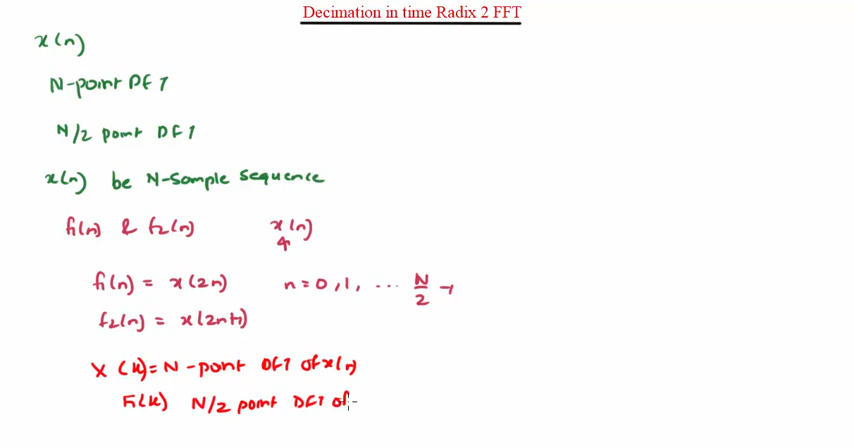 Decimation in time Radix 2 FFT
x(n)
N-point DFT
N/2 point DFT
x(n) be N-sample sequence
f1(n) & f2(n) x(n)
f1(n) = x(2n) n = 0, 1, ... N/2 -1
f2(n) = x(2n+1)
X(k) = N-point DFT of x(n)
F1(k) N/2 point DFT of